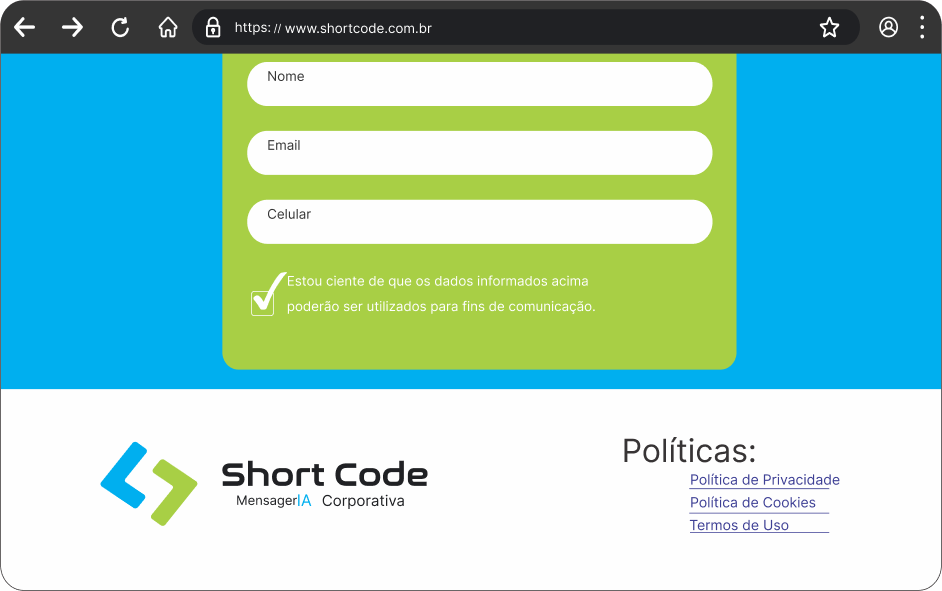 https: // www.shortcode.com.br
Nome
Email
Celular
Estou ciente de que os dados informados acima
poderão ser utilizados para fins de comunicação.
Short Code
MensagerIA Corporativa
Políticas:
Política de Privacidade
Política de Cookies
Termos de Uso